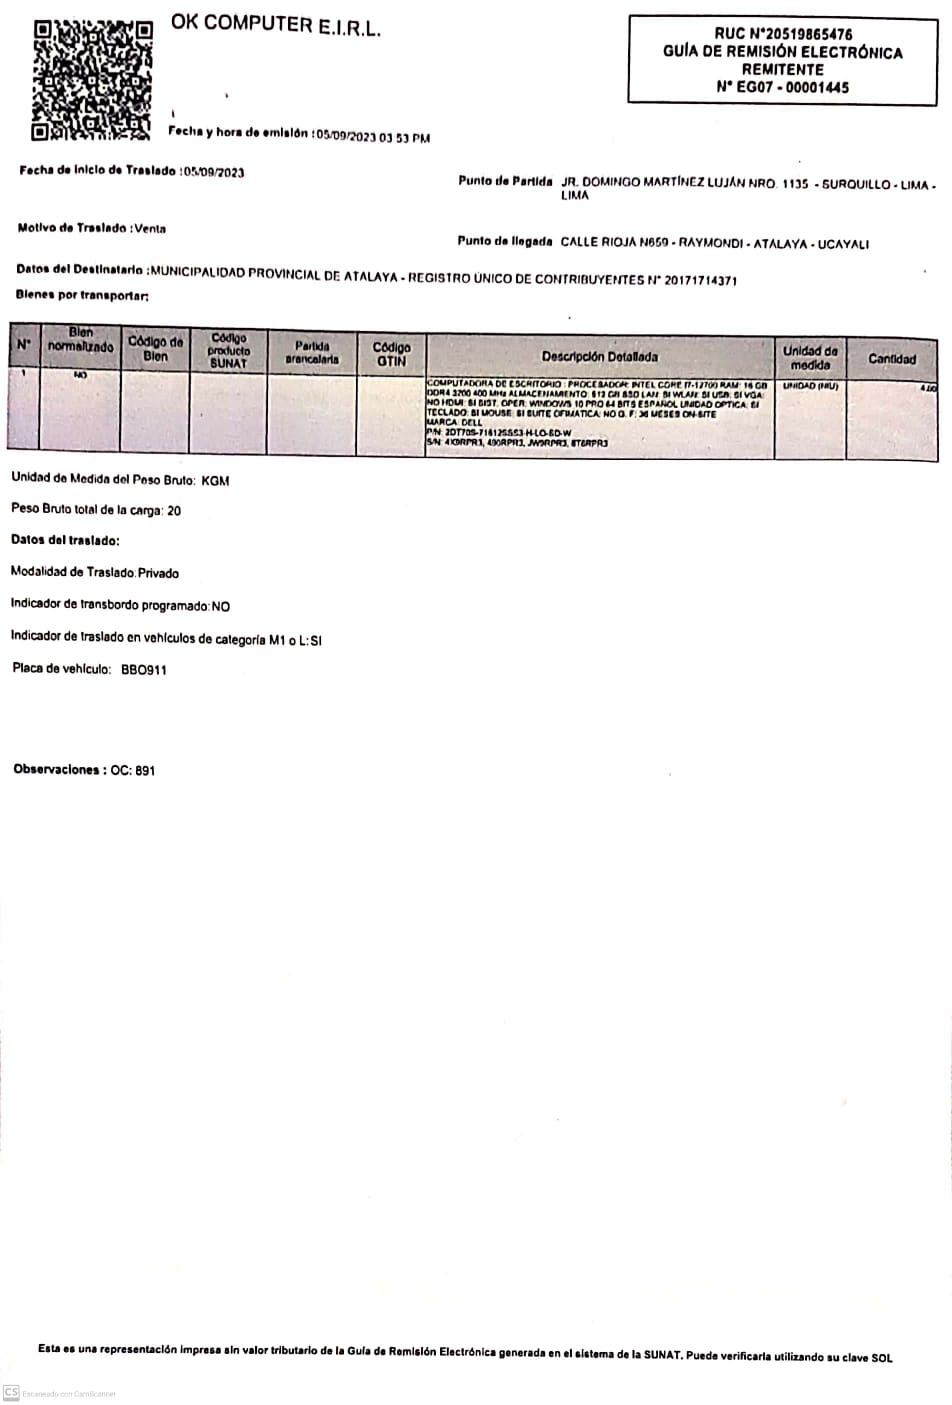 OK COMPUTER E.I.R.L.
RUC N°20519865476
GUÍA DE REMISIÓN ELECTRÓNICA
REMITENTE
N° EG07 - 00001445
Fecha y hora de emisión :05/09/2023 03 53 PM
Fecha de inicio de Traslado :05/09/2023
Punto de Partida JR. DOMINGO MARTÍNEZ LUJÁN NRO. 1135 - SURQUILLO - LIMA -
LIMA
Motivo de Traslado :Venta
Punto de llegada CALLE RIOJA N659 - RAYMONDI - ATALAYA - UCAYALI
Datos del Destinatario :MUNICIPALIDAD PROVINCIAL DE ATALAYA - REGISTRO ÚNICO DE CONTRIBUYENTES N° 20171714371
Bienes por transportar:
N° Bien normalizado Código de Bien Código producto SUNAT Partida arancelaria Código GTIN Descripción Detallada Unidad de medida Cantidad
1 NO COMPUTADORA DE ESCRITORIO : PROCESADOR: INTEL CORE I7-12700 RAM: 16 GB UNIDAD (NIU) 4.00
DDR4 3200 400 MHz ALMACENAMIENTO: 512 GB SSD LAN: SI WLAN: SI USB: SI VGA:
NO HDMI: SI SIST. OPER: WINDOWS 10 PRO 64 BITS ESPAÑOL UNIDAD OPTICA: SI
TECLADO: SI MOUSE: SI SUITE OFIMATICA: NO G. F: 36 MESES ON-SITE
MARCA: DELL
Unidad de Medida del Peso Bruto: KGM
Peso Bruto total de la carga: 20
Datos del traslado:
Modalidad de Traslado:Privado
Indicador de transbordo programado:NO
Indicador de traslado en vehículos de categoría M1 o L:SI
Placa de vehículo: BBO911
Observaciones : OC: 891
Esta es una representación impresa sin valor tributario de la Guía de Remisión Electrónica generada en el sistema de la SUNAT. Puede verificarla utilizando su clave SOL
CS Escaneado con CamScanner